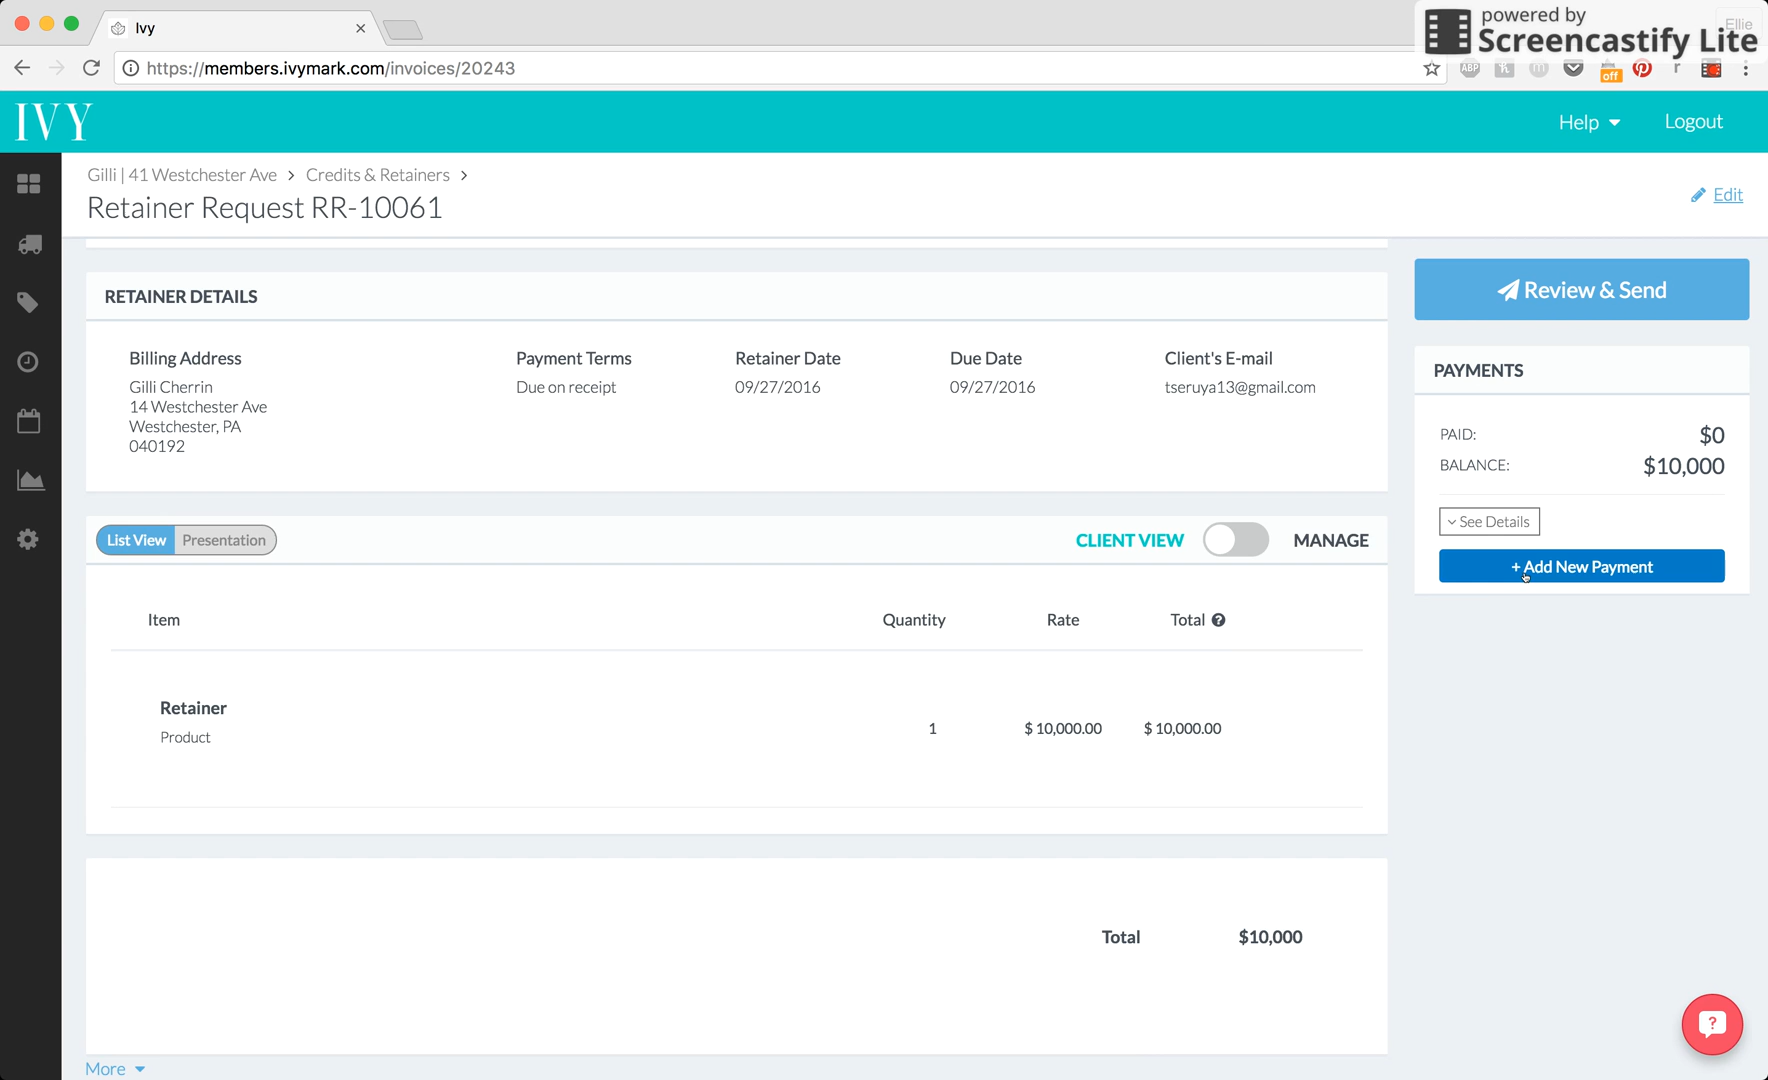 Ivy
Ellie
powered by
Screencastify Lite
https://members.ivymark.com/invoices/20243
ABP
off
IVY
Help
Logout
Gilli | 41 Westchester Ave > Credits & Retainers >
Retainer Request RR-10061
Edit
RETAINER DETAILS
Review & Send
Billing Address
Gilli Cherrin
14 Westchester Ave
Westchester, PA
040192
Payment Terms
Due on receipt
Retainer Date
09/27/2016
Due Date
09/27/2016
Client's E-mail
tseruya13@gmail.com
PAYMENTS
PAID: $0
BALANCE: $10,000
See Details
+ Add New Payment
List View Presentation
CLIENT VIEW MANAGE
Item Quantity Rate Total ?
Retainer
Product
1 $ 10,000.00 $ 10,000.00
Total $10,000
?
More